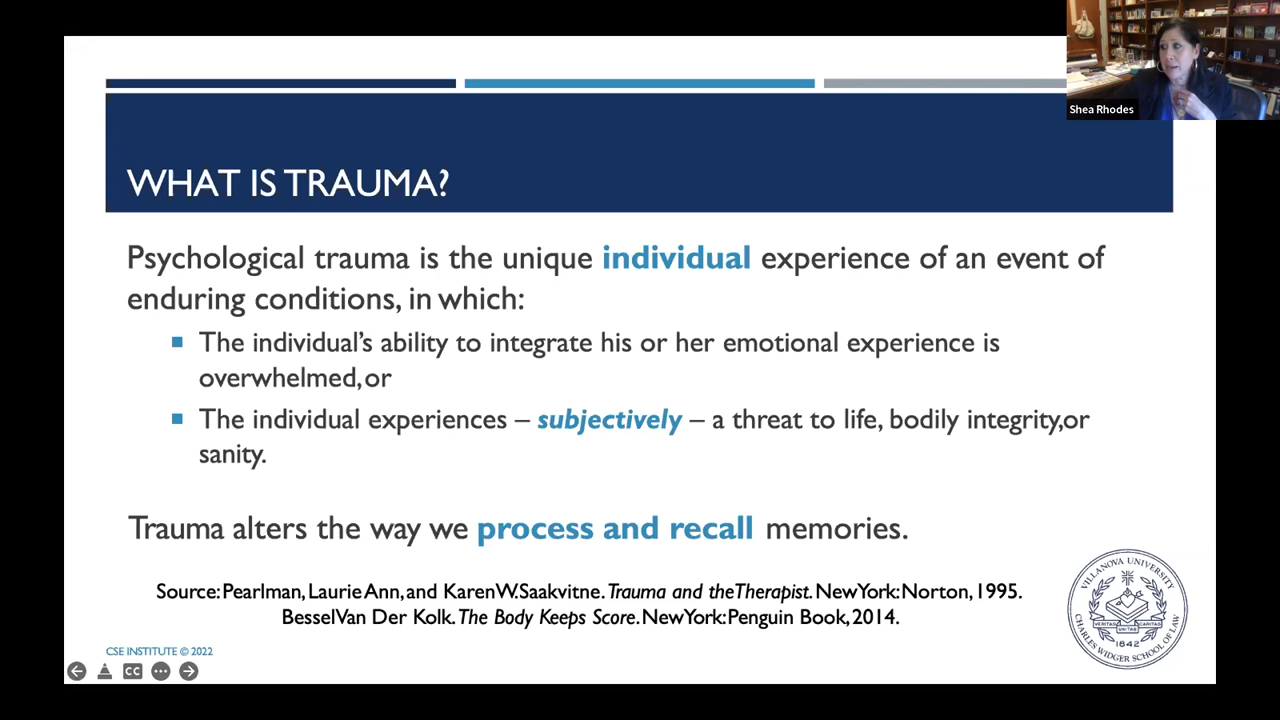 Shea Rhodes
WHAT IS TRAUMA?
Psychological trauma is the unique individual experience of an event of
enduring conditions, in which:
The individual's ability to integrate his or her emotional experience is
overwhelmed, or
The individual experiences – subjectively – a threat to life, bodily integrity,or
sanity.
Trauma alters the way we process and recall memories.
Source: Pearlman, Laurie Ann, and Karen W. Saakvitne. Trauma and the Therapist. New York: Norton, 1995.
Bessel Van Der Kolk. The Body Keeps Score. New York: Penguin Book, 2014.
VILLANOVA UNIVERSITY
VERITAS UNITAS CARITAS
1842
CHARLES WIDGER SCHOOL OF LAW
CSE INSTITUTE © 2022
CC